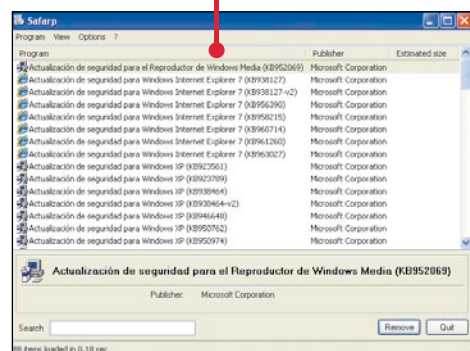 Safarp
Program View Options ?
Program Publisher Estimated size
Actualización de seguridad para el Reproductor de Windows Media (KB952069) Microsoft Corporation
Actualización de seguridad para Windows Internet Explorer 7 (KB938127) Microsoft Corporation
Actualización de seguridad para Windows Internet Explorer 7 (KB938127-v2) Microsoft Corporation
Actualización de seguridad para Windows Internet Explorer 7 (KB956390) Microsoft Corporation
Actualización de seguridad para Windows Internet Explorer 7 (KB958215) Microsoft Corporation
Actualización de seguridad para Windows Internet Explorer 7 (KB960714) Microsoft Corporation
Actualización de seguridad para Windows Internet Explorer 7 (KB961260) Microsoft Corporation
Actualización de seguridad para Windows Internet Explorer 7 (KB963027) Microsoft Corporation
Actualización de seguridad para Windows XP (KB923561) Microsoft Corporation
Actualización de seguridad para Windows XP (KB923789) Microsoft Corporation
Actualización de seguridad para Windows XP (KB938464) Microsoft Corporation
Actualización de seguridad para Windows XP (KB938464-v2) Microsoft Corporation
Actualización de seguridad para Windows XP (KB946648) Microsoft Corporation
Actualización de seguridad para Windows XP (KB950762) Microsoft Corporation
Actualización de seguridad para Windows XP (KB950974) Microsoft Corporation
Actualización de seguridad para el Reproductor de Windows Media (KB952069)
Publisher: Microsoft Corporation
Search Remove Quit
88 items loaded in 0.18 sec.